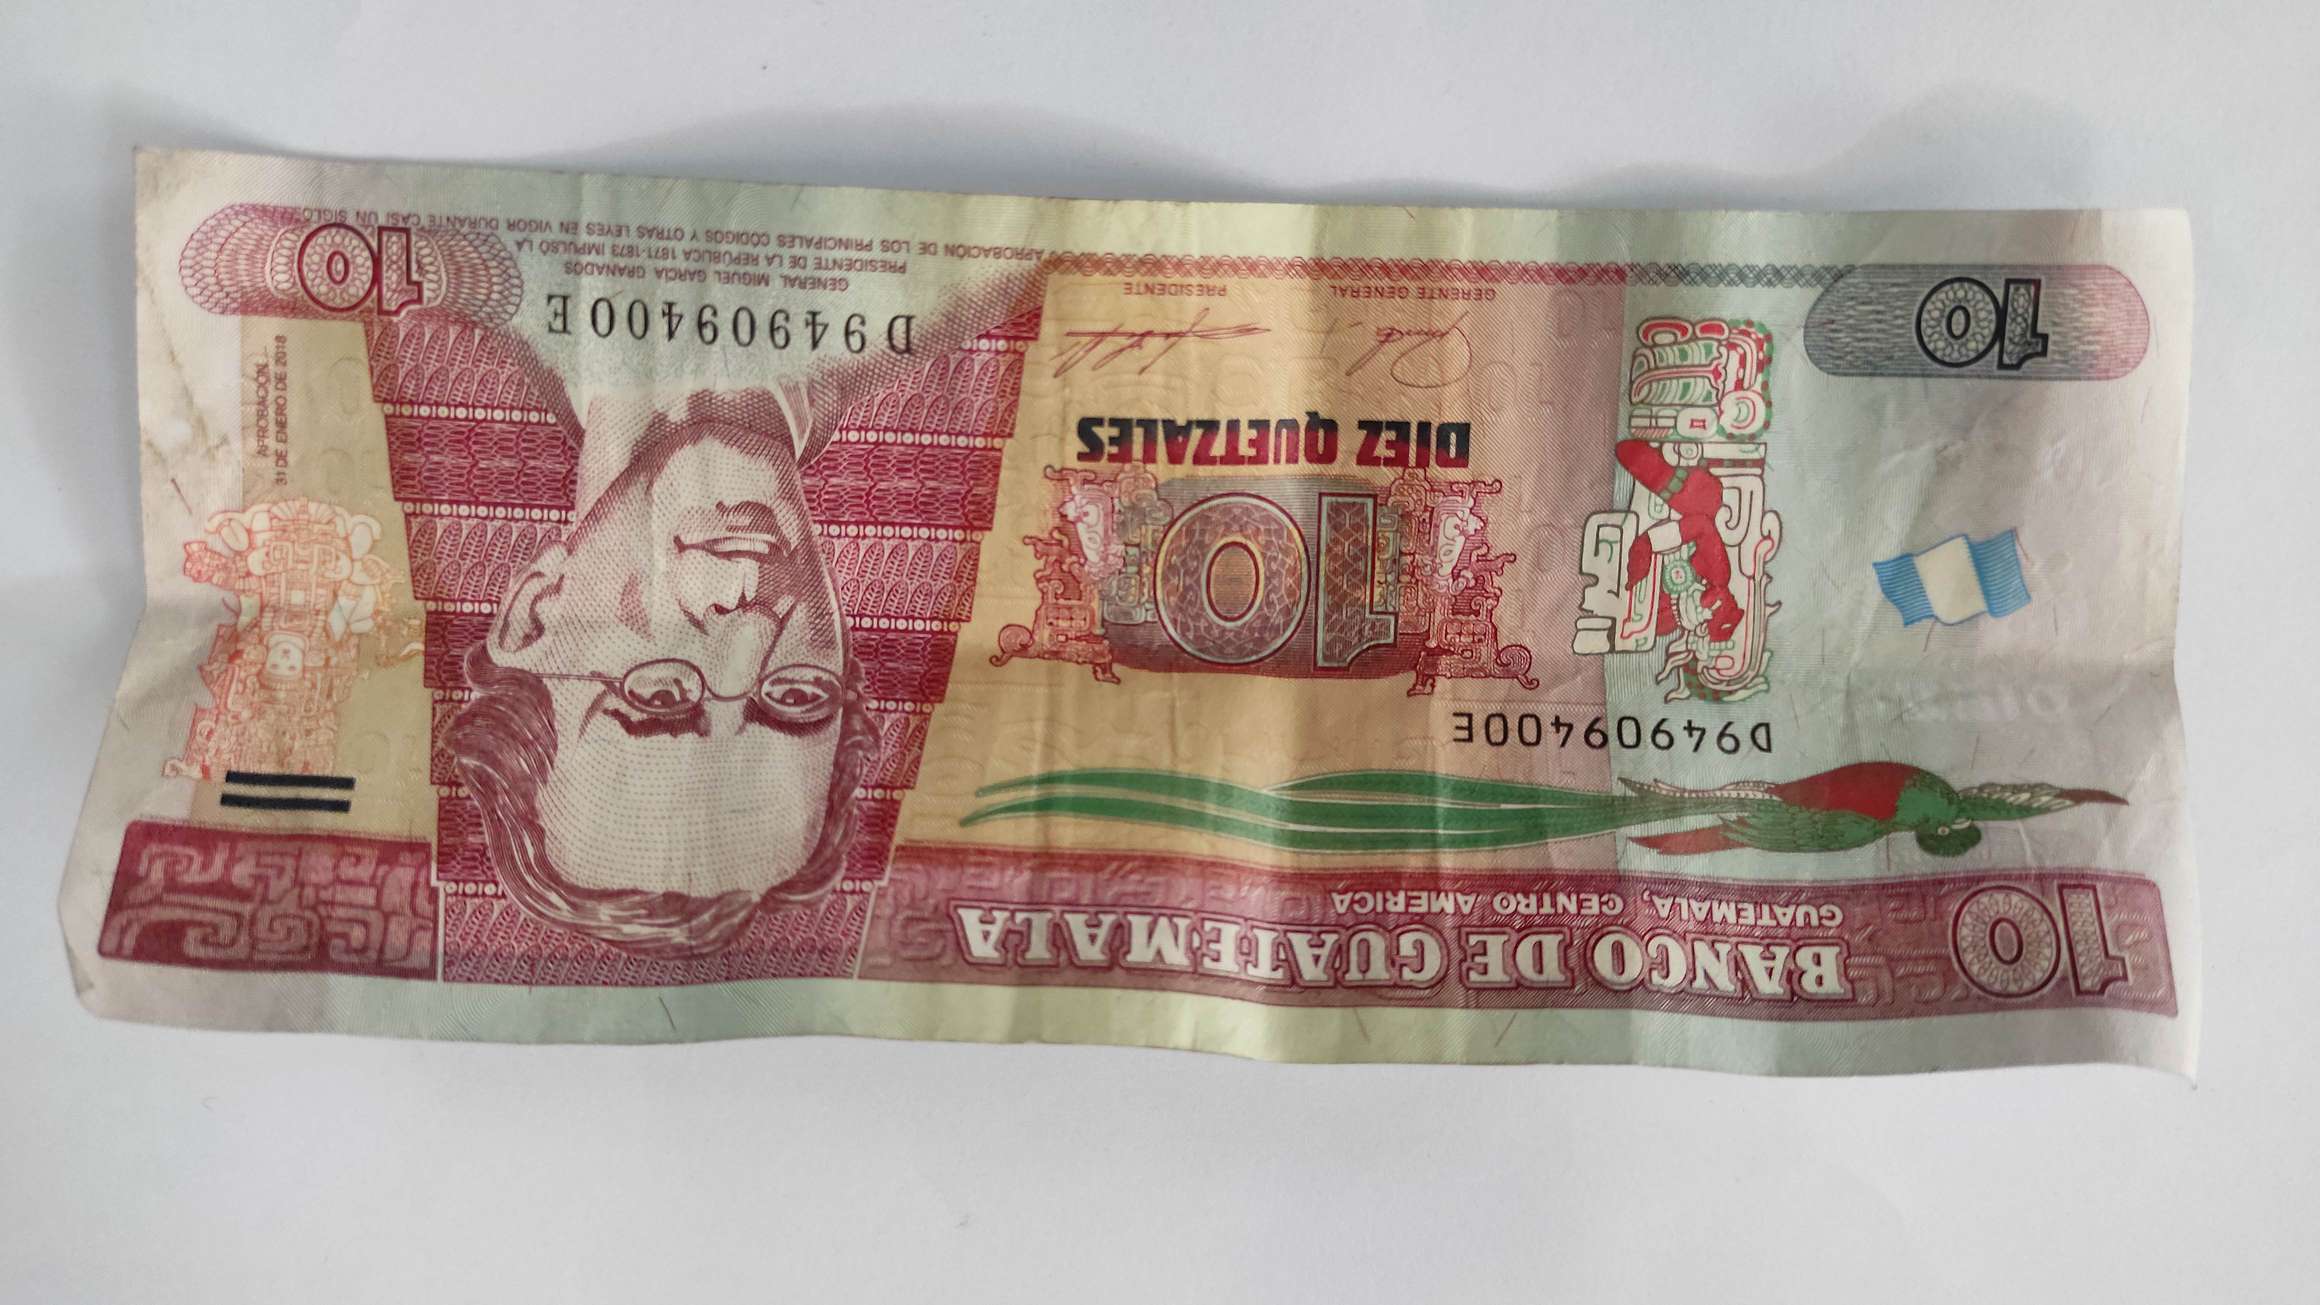 10
BANCO DE GUATEMALA
GUATEMALA, CENTRO AMERICA
D94909400E
10
DIEZ QUETZALES
GERENTE GENERAL
PRESIDENTE
10
D94909400E
GENERAL MIGUEL GARCÍA GRANADOS
PRESIDENTE DE LA REPÚBLICA 1871-1873 IMPULSÓ LA
APROBACIÓN DE LOS PRINCIPALES CÓDIGOS Y OTRAS LEYES EN VIGOR DURANTE CASI UN SIGLO
10
APROBACIÓN
31 DE ENERO DE 2018